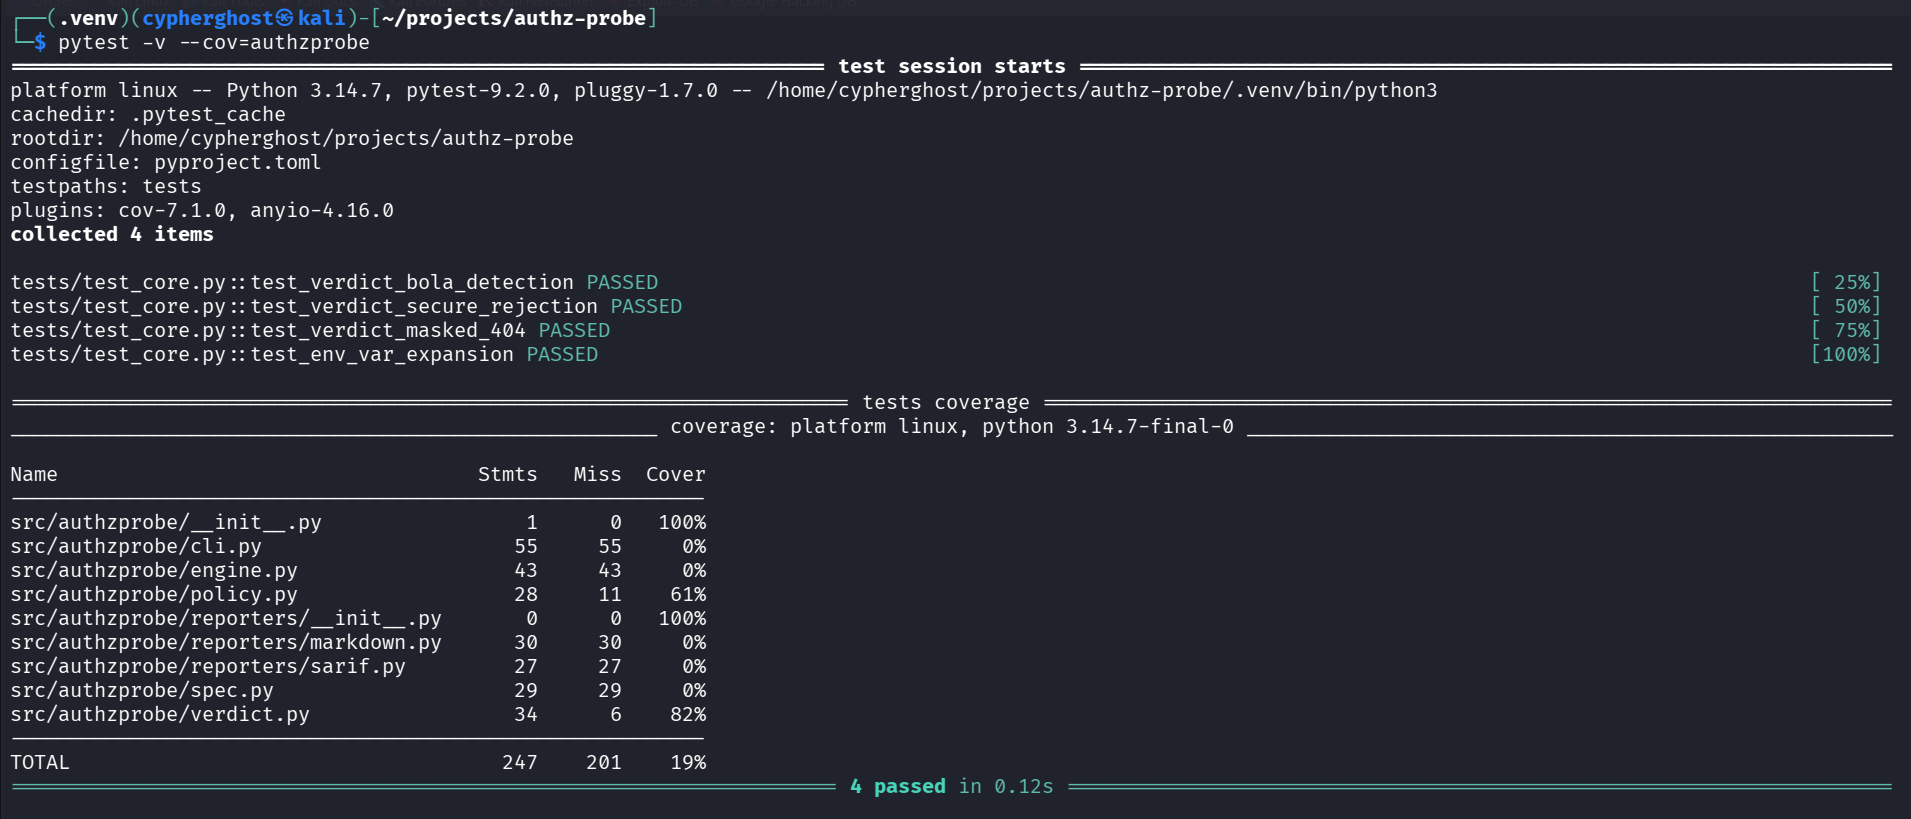 ┌──(.venv)(cypherghost㉿kali)-[~/projects/authz-probe]
└─$ pytest -v --cov=authzprobe
test session starts
platform linux -- Python 3.14.7, pytest-9.2.0, pluggy-1.7.0 -- /home/cypherghost/projects/authz-probe/.venv/bin/python3
cachedir: .pytest_cache
rootdir: /home/cypherghost/projects/authz-probe
configfile: pyproject.toml
testpaths: tests
plugins: cov-7.1.0, anyio-4.16.0
collected 4 items
tests/test_core.py::test_verdict_bola_detection PASSED [ 25%]
tests/test_core.py::test_verdict_secure_rejection PASSED [ 50%]
tests/test_core.py::test_verdict_masked_404 PASSED [ 75%]
tests/test_core.py::test_env_var_expansion PASSED [100%]
tests coverage
coverage: platform linux, python 3.14.7-final-0
Name Stmts Miss Cover
src/authzprobe/__init__.py 1 0 100%
src/authzprobe/cli.py 55 55 0%
src/authzprobe/engine.py 43 43 0%
src/authzprobe/policy.py 28 11 61%
src/authzprobe/reporters/__init__.py 0 0 100%
src/authzprobe/reporters/markdown.py 30 30 0%
src/authzprobe/reporters/sarif.py 27 27 0%
src/authzprobe/spec.py 29 29 0%
src/authzprobe/verdict.py 34 6 82%
TOTAL 247 201 19%
4 passed in 0.12s